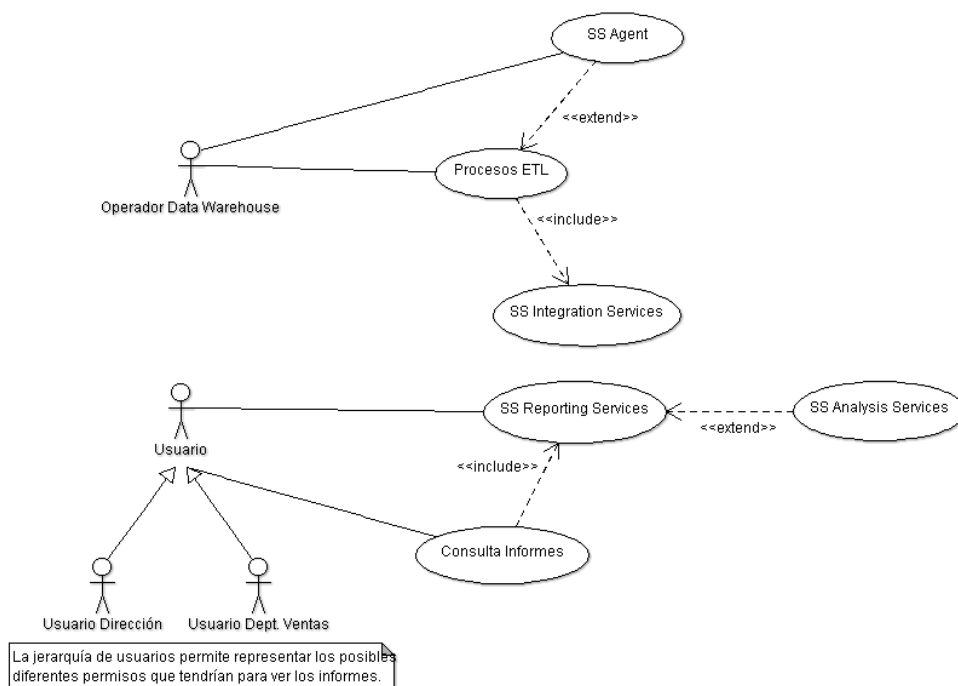 SS Agent
<<extend>>
Procesos ETL
Operador Data Warehouse
<<include>>
SS Integration Services
SS Reporting Services
SS Analysis Services
<<extend>>
Usuario
<<include>>
Consulta Informes
Usuario Dirección
Usuario Dept. Ventas
La jerarquía de usuarios permite representar los posibles
diferentes permisos que tendrían para ver los informes.